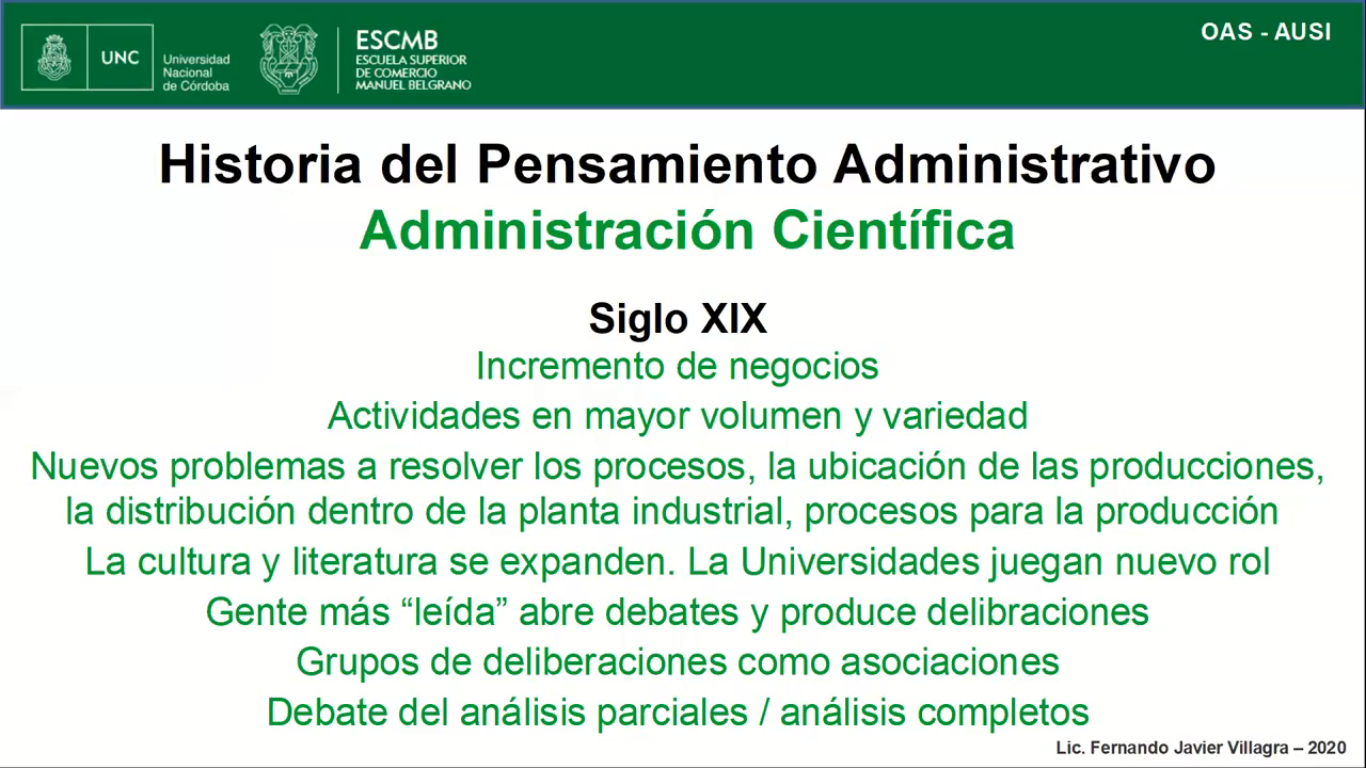 UNC
Universidad
Nacional
de Córdoba
ESCMB
ESCUELA SUPERIOR
DE COMERCIO
MANUEL BELGRANO
OAS - AUSI
Historia del Pensamiento Administrativo
Administración Científica
Siglo XIX
Incremento de negocios
Actividades en mayor volumen y variedad
Nuevos problemas a resolver los procesos, la ubicación de las producciones,
la distribución dentro de la planta industrial, procesos para la producción
La cultura y literatura se expanden. La Universidades juegan nuevo rol
Gente más “leída” abre debates y produce delibraciones
Grupos de deliberaciones como asociaciones
Debate del análisis parciales / análisis completos
Lic. Fernando Javier Villagra – 2020